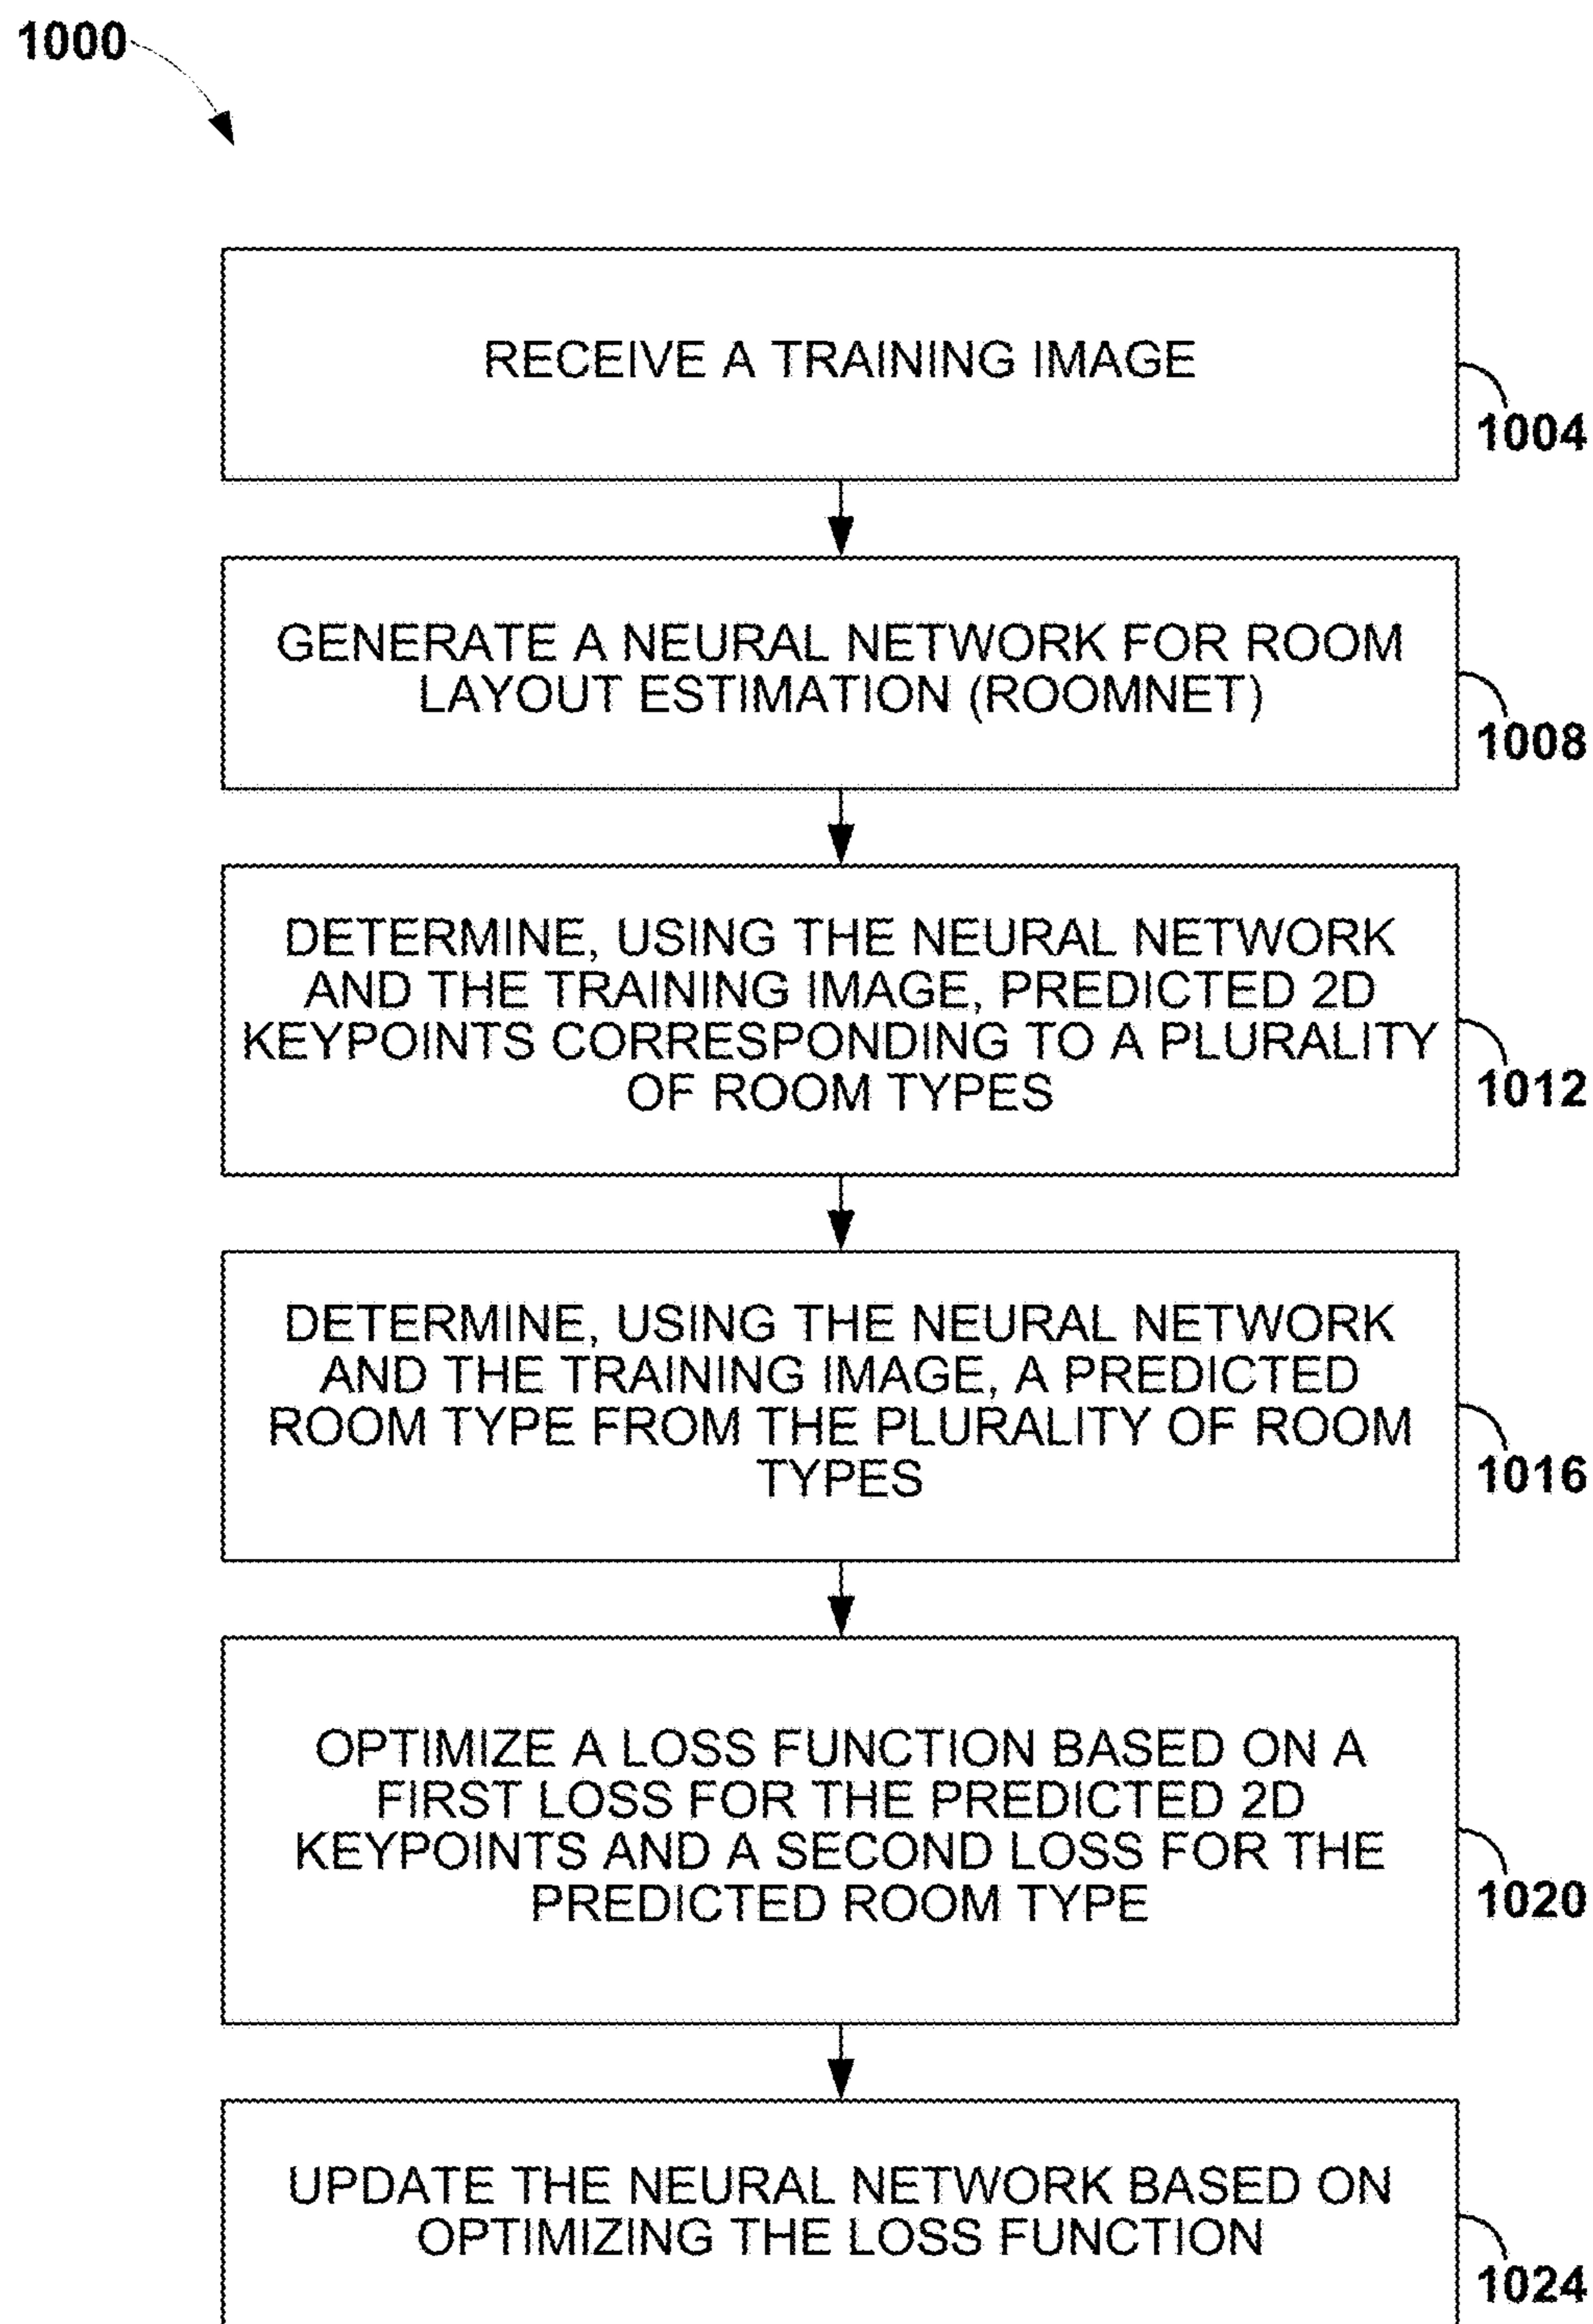 1000
RECEIVE A TRAINING IMAGE
1004
GENERATE A NEURAL NETWORK FOR ROOM
LAYOUT ESTIMATION (ROOMNET)
1008
DETERMINE, USING THE NEURAL NETWORK
AND THE TRAINING IMAGE, PREDICTED 2D
KEYPOINTS CORRESPONDING TO A PLURALITY
OF ROOM TYPES
1012
DETERMINE, USING THE NEURAL NETWORK
AND THE TRAINING IMAGE, A PREDICTED
ROOM TYPE FROM THE PLURALITY OF ROOM
TYPES
1016
OPTIMIZE A LOSS FUNCTION BASED ON A
FIRST LOSS FOR THE PREDICTED 2D
KEYPOINTS AND A SECOND LOSS FOR THE
PREDICTED ROOM TYPE
1020
UPDATE THE NEURAL NETWORK BASED ON
OPTIMIZING THE LOSS FUNCTION
1024